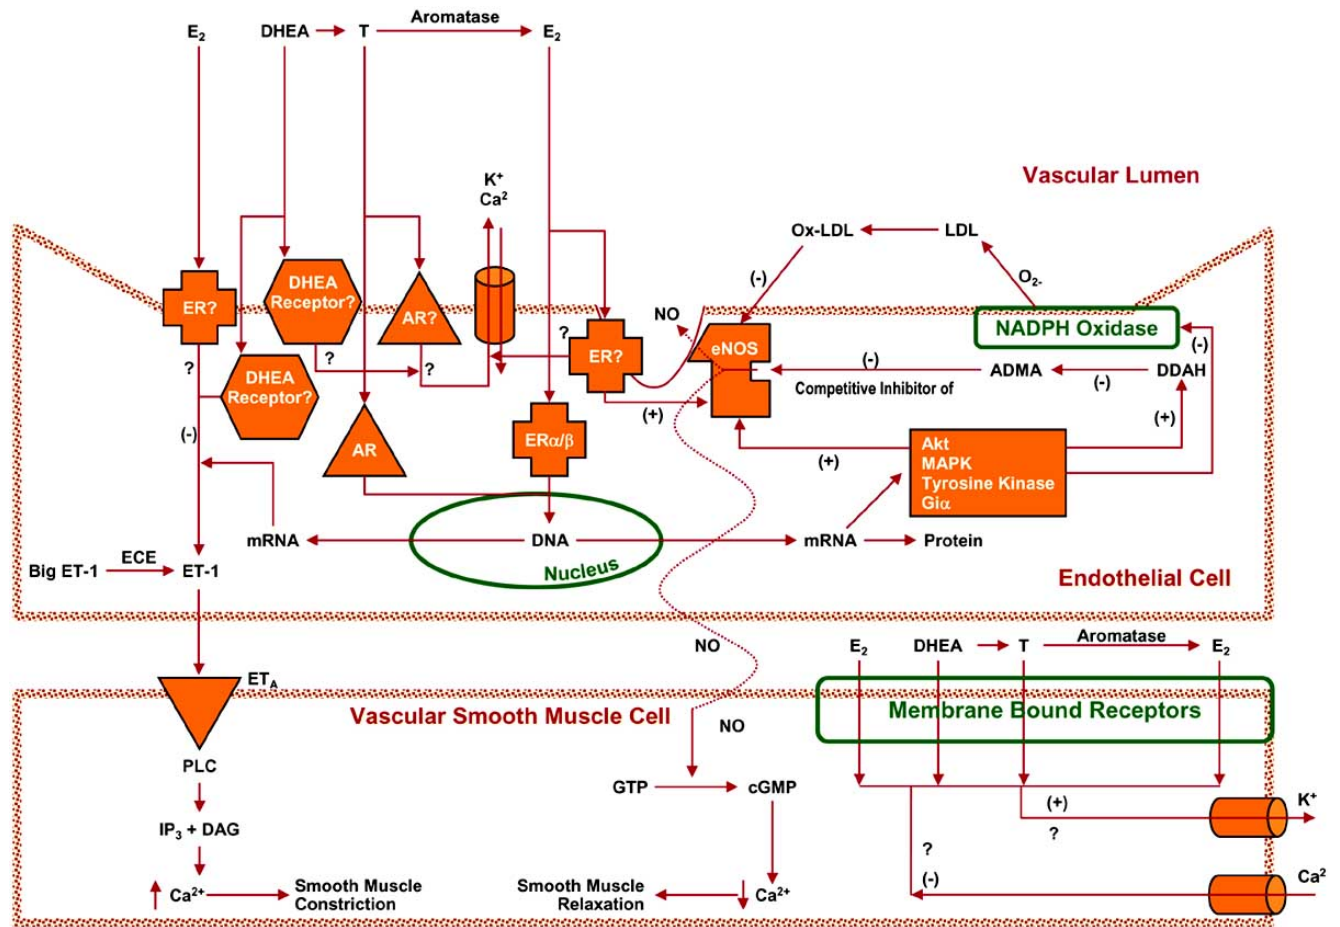 Aromatase
E₂ DHEA T E₂
Vascular Lumen
K⁺
Ca²
Ox-LDL LDL
(-)
O₂-
ER?
DHEA
Receptor?
AR?
NO
NADPH Oxidase
?
ER?
eNOS
(-)
?
?
?
(-)
ADMA
(-)
DDAH
Competitive Inhibitor of
DHEA
Receptor?
(+)
(+)
(-)
AR
ERα/β
(+)
Akt
MAPK
Tyrosine Kinase
Giα
mRNA DNA mRNA Protein
Nucleus
Big ET-1 ECE ET-1
Endothelial Cell
NO
E₂ DHEA T Aromatase E₂
ETA
Vascular Smooth Muscle Cell
Membrane Bound Receptors
NO
PLC
GTP cGMP
(+)
K⁺
?
IP₃ + DAG
?
(-)
Ca²
Ca²⁺
Smooth Muscle
Constriction
Smooth Muscle
Relaxation
Ca²⁺